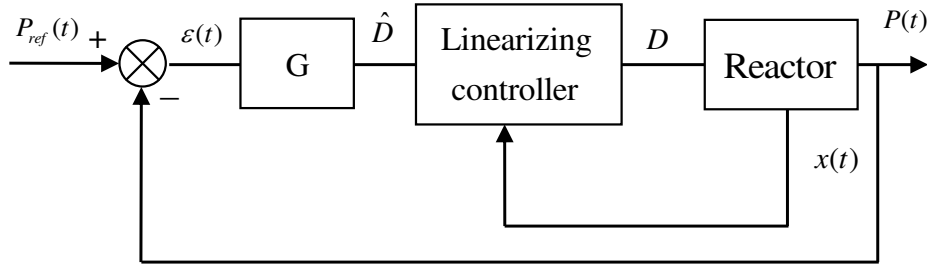 P_ref(t)
+
−
ε(t)
G
D̂
Linearizing
controller
D
Reactor
P(t)
x(t)